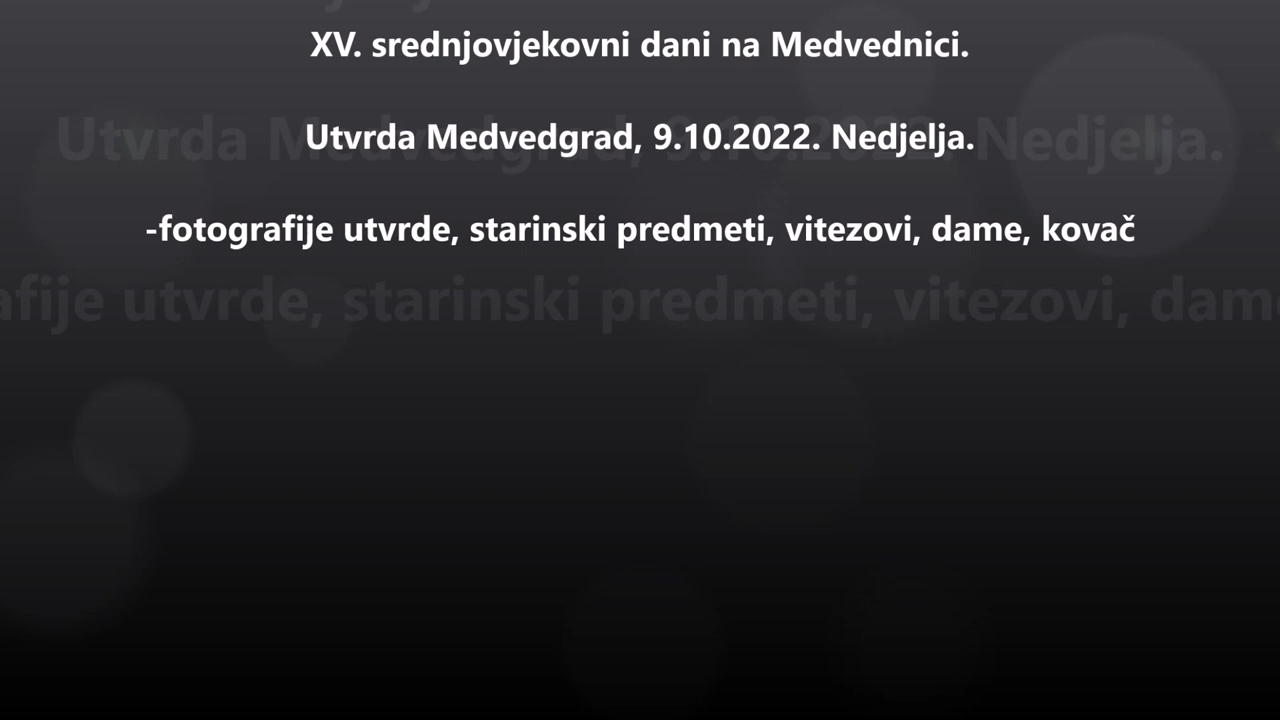 XV. srednjovjekovni dani na Medvednici.
Utvrda Medvedgrad, 9.10.2022. Nedjelja.
-fotografije utvrde, starinski predmeti, vitezovi, dame, kovač